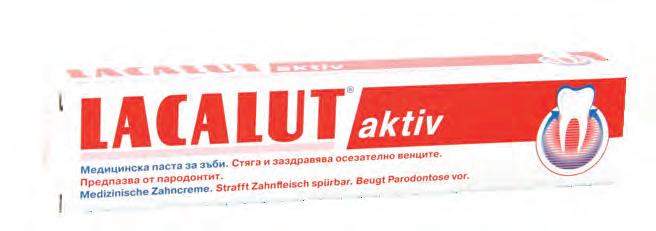 LACALUT aktiv
LACALUT® aktiv
Медицинска паста за зъби. Стяга и заздравява осезателно венците.
Предпазва от пародонтит.
Medizinische Zahncreme. Strafft Zahnfleisch spürbar, Beugt Parodontose vor.